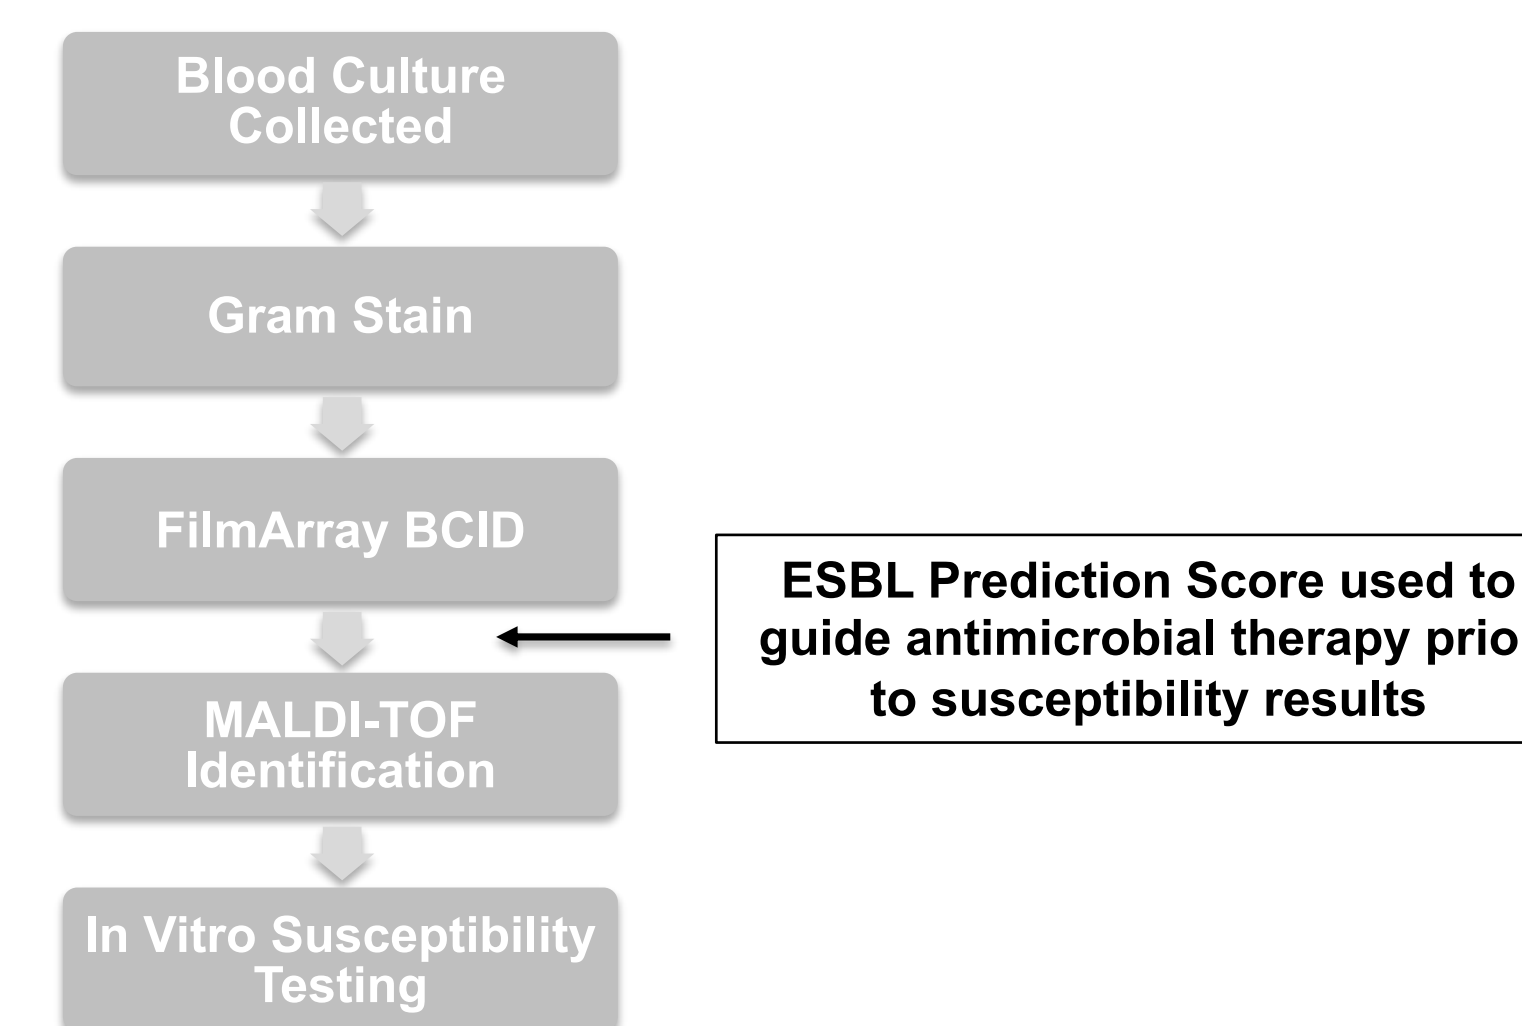 Blood Culture
Collected
Gram Stain
FilmArray BCID
ESBL Prediction Score used to
guide antimicrobial therapy prio
to susceptibility results
MALDI-TOF
Identification
In Vitro Susceptibility
Testing